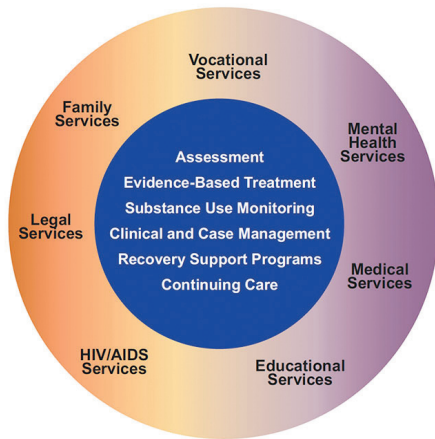 Vocational
Services
Mental
Health
Services
Medical
Services
Educational
Services
HIV/AIDS
Services
Legal
Services
Family
Services
Assessment
Evidence-Based Treatment
Substance Use Monitoring
Clinical and Case Management
Recovery Support Programs
Continuing Care